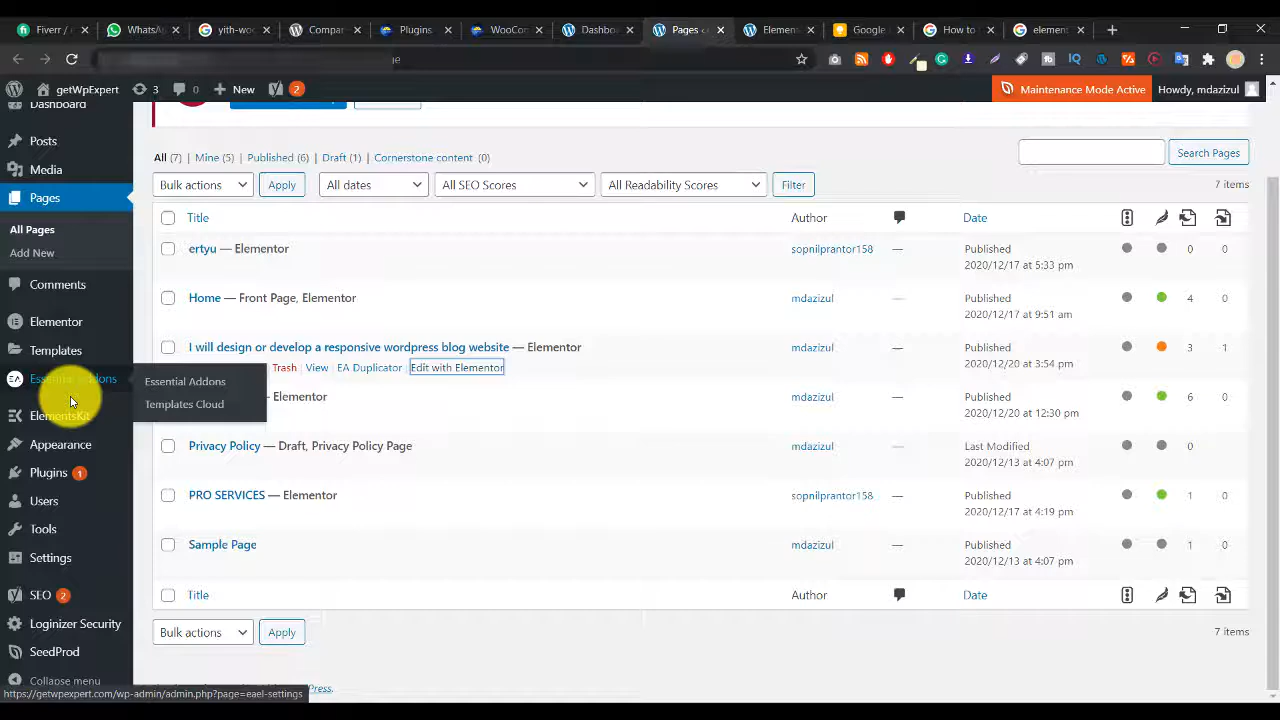 Fiverr /
WhatsA
yith-woo
Compar
Plugins
WooCom
Dashbo
Pages ‹
Element
Google
How to
element
ie
getWpExpert
3
0
New
2
Maintenance Mode Active
Howdy, mdazizul
Dashboard
Posts
Media
Pages
All Pages
Add New
Comments
Elementor
Templates
Essential Addons
ElementsKit
Appearance
Plugins 1
Users
Tools
Settings
SEO 2
Loginizer Security
SeedProd
Collapse menu
Essential Addons
Templates Cloud
All (7) | Mine (5) | Published (6) | Draft (1) | Cornerstone content (0)
Search Pages
Bulk actions
Apply
All dates
All SEO Scores
All Readability Scores
Filter
7 items
Title
Author
Date
ertyu — Elementor
sopnilprantor158
—
Published
2020/12/17 at 5:33 pm
0
0
Home — Front Page, Elementor
mdazizul
—
Published
2020/12/17 at 9:51 am
4
0
I will design or develop a responsive wordpress blog website — Elementor
Trash | View | EA Duplicator | Edit with Elementor
mdazizul
—
Published
2020/12/20 at 3:54 pm
3
1
— Elementor
mdazizul
—
Published
2020/12/20 at 12:30 pm
6
0
Privacy Policy — Draft, Privacy Policy Page
mdazizul
—
Last Modified
2020/12/13 at 4:07 pm
0
PRO SERVICES — Elementor
sopnilprantor158
—
Published
2020/12/17 at 4:19 pm
1
0
Sample Page
mdazizul
—
Published
2020/12/13 at 4:07 pm
1
0
Title
Author
Date
Bulk actions
Apply
7 items
Press.
https://getwpexpert.com/wp-admin/admin.php?page=eael-settings